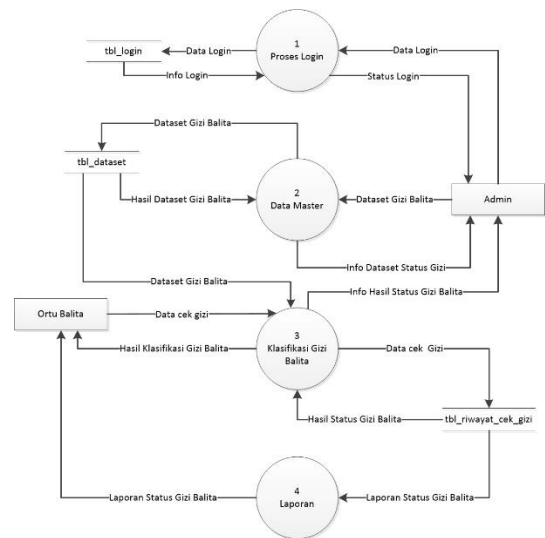 1
Proses Login
tbl_login
Data Login
Data Login
Info Login
Status Login
Dataset Gizi Balita
tbl_dataset
Hasil Dataset Gizi Balita
2
Data Master
Dataset Gizi Balita
Admin
Info Dataset Status Gizi
Dataset Gizi Balita
Info Hasil Status Gizi Balita
Ortu Balita
Data cek gizi
3
Klasifikasi Gizi
Balita
Hasil Klasifikasi Gizi Balita
Data cek Gizi
Hasil Status Gizi Balita
tbl_riwayat_cek_gizi
4
Laporan
Laporan Status Gizi Balita
Laporan Status Gizi Balita